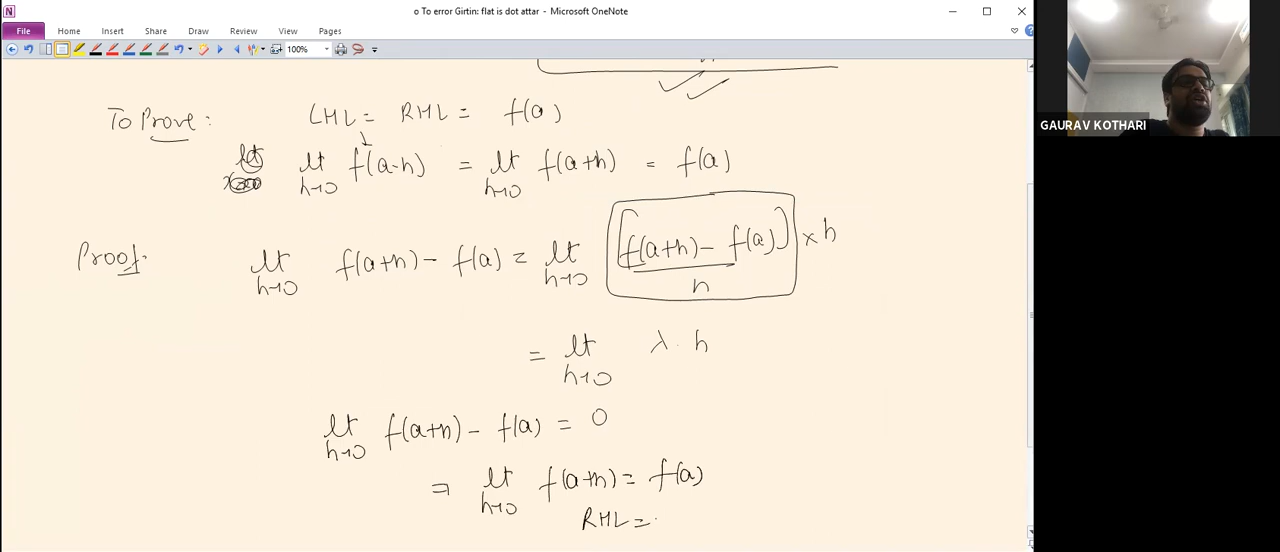 o To error Girtin: flat is dot attar - Microsoft OneNote
File Home Insert Share Draw Review View Pages
100%
To Prove : LHL = RHL = f(a)
lt h→0 f(a-h) = lt h→0 f(a+h) = f(a)
Proof: lt h→0 f(a+h) - f(a) = lt h→0 [f(a+h) - f(a)] / h × h
= lt h→0 λ. h
lt h→0 f(a+h) - f(a) = 0
⇒ lt h→0 f(a+h) = f(a)
RHL =
GAURAV KOTHARI